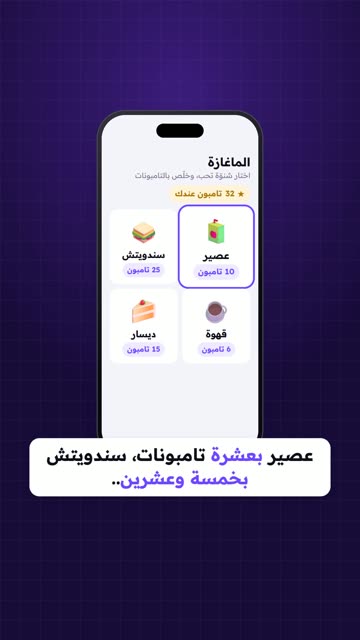 الماغازة
اختار شنوّة تحب، وخلّص بالتامبونات
★ 32 تامبون عندك
عصير
10 تامبون
سندويتش
25 تامبون
قهوة
6 تامبون
ديسار
15 تامبون
عصير بعشرة تامبونات، سندويتش
بخمسة وعشرين..